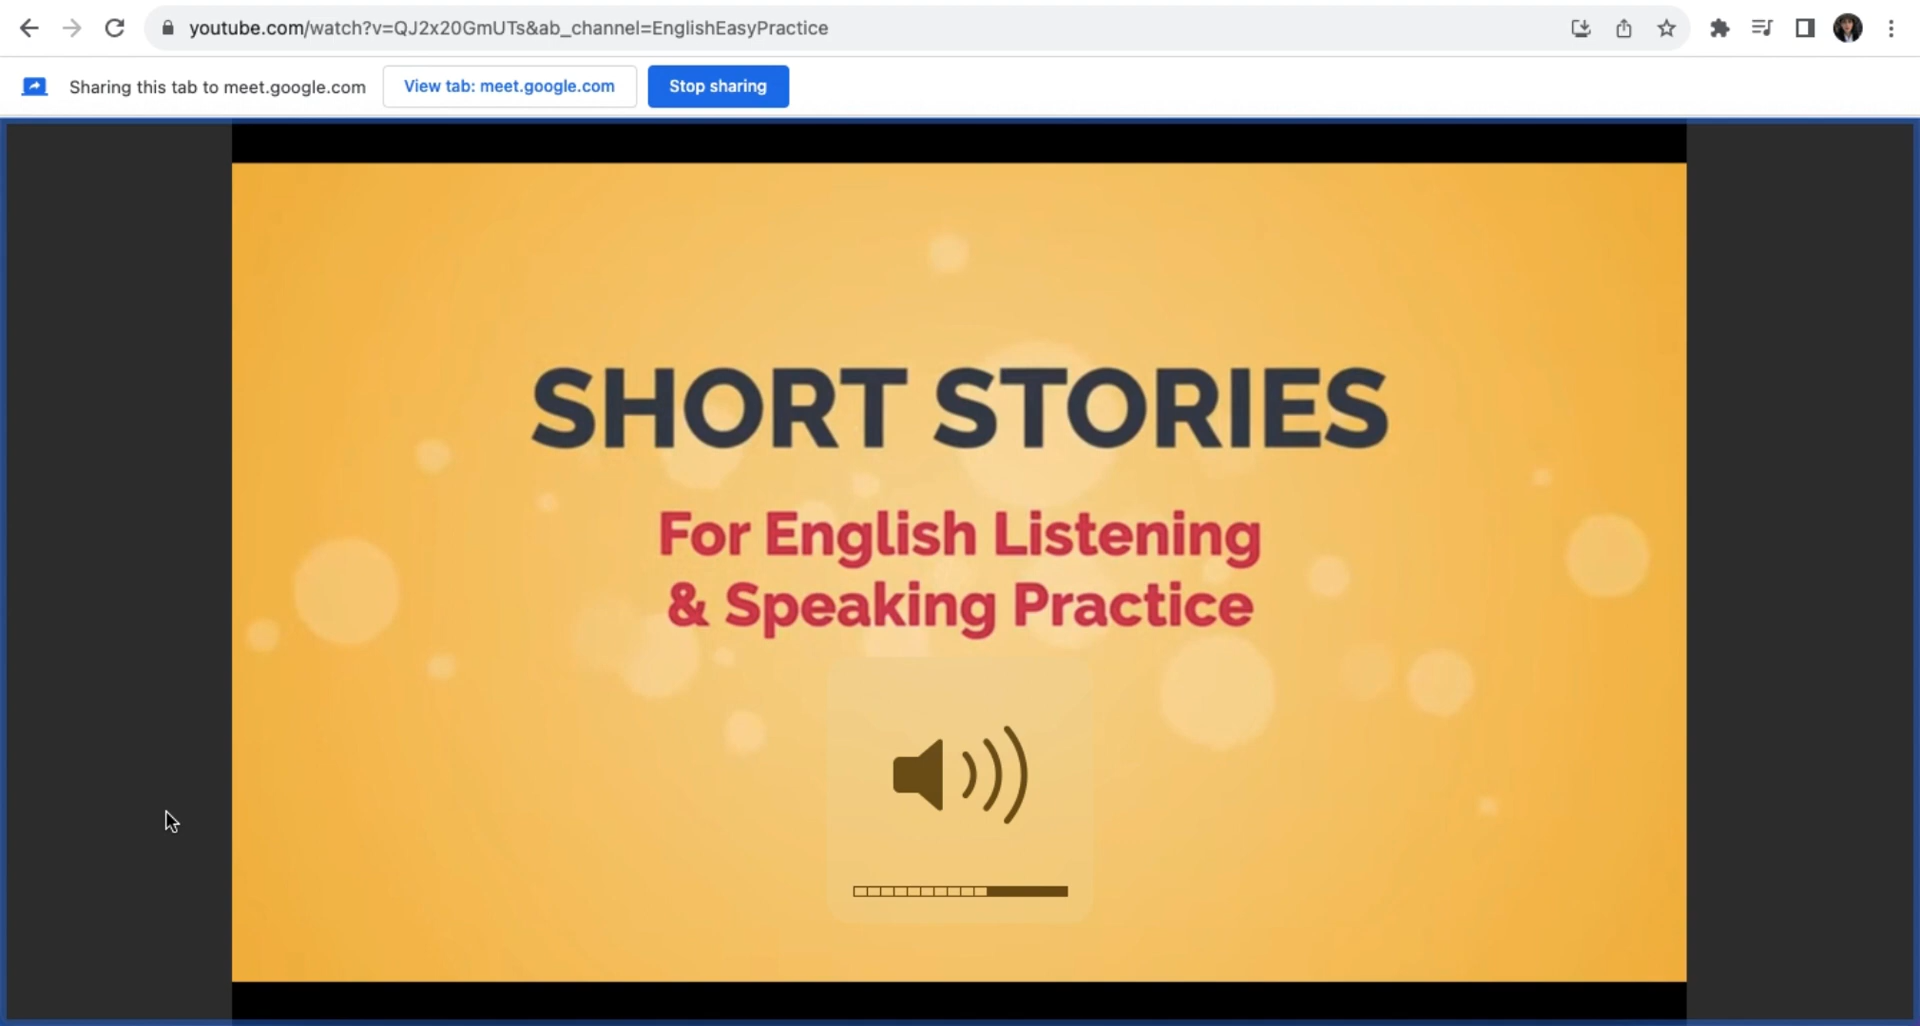 youtube.com/watch?v=QJ2x20GmUTs&ab_channel=EnglishEasyPractice
Sharing this tab to meet.google.com View tab: meet.google.com Stop sharing
SHORT STORIES
For English Listening
& Speaking Practice